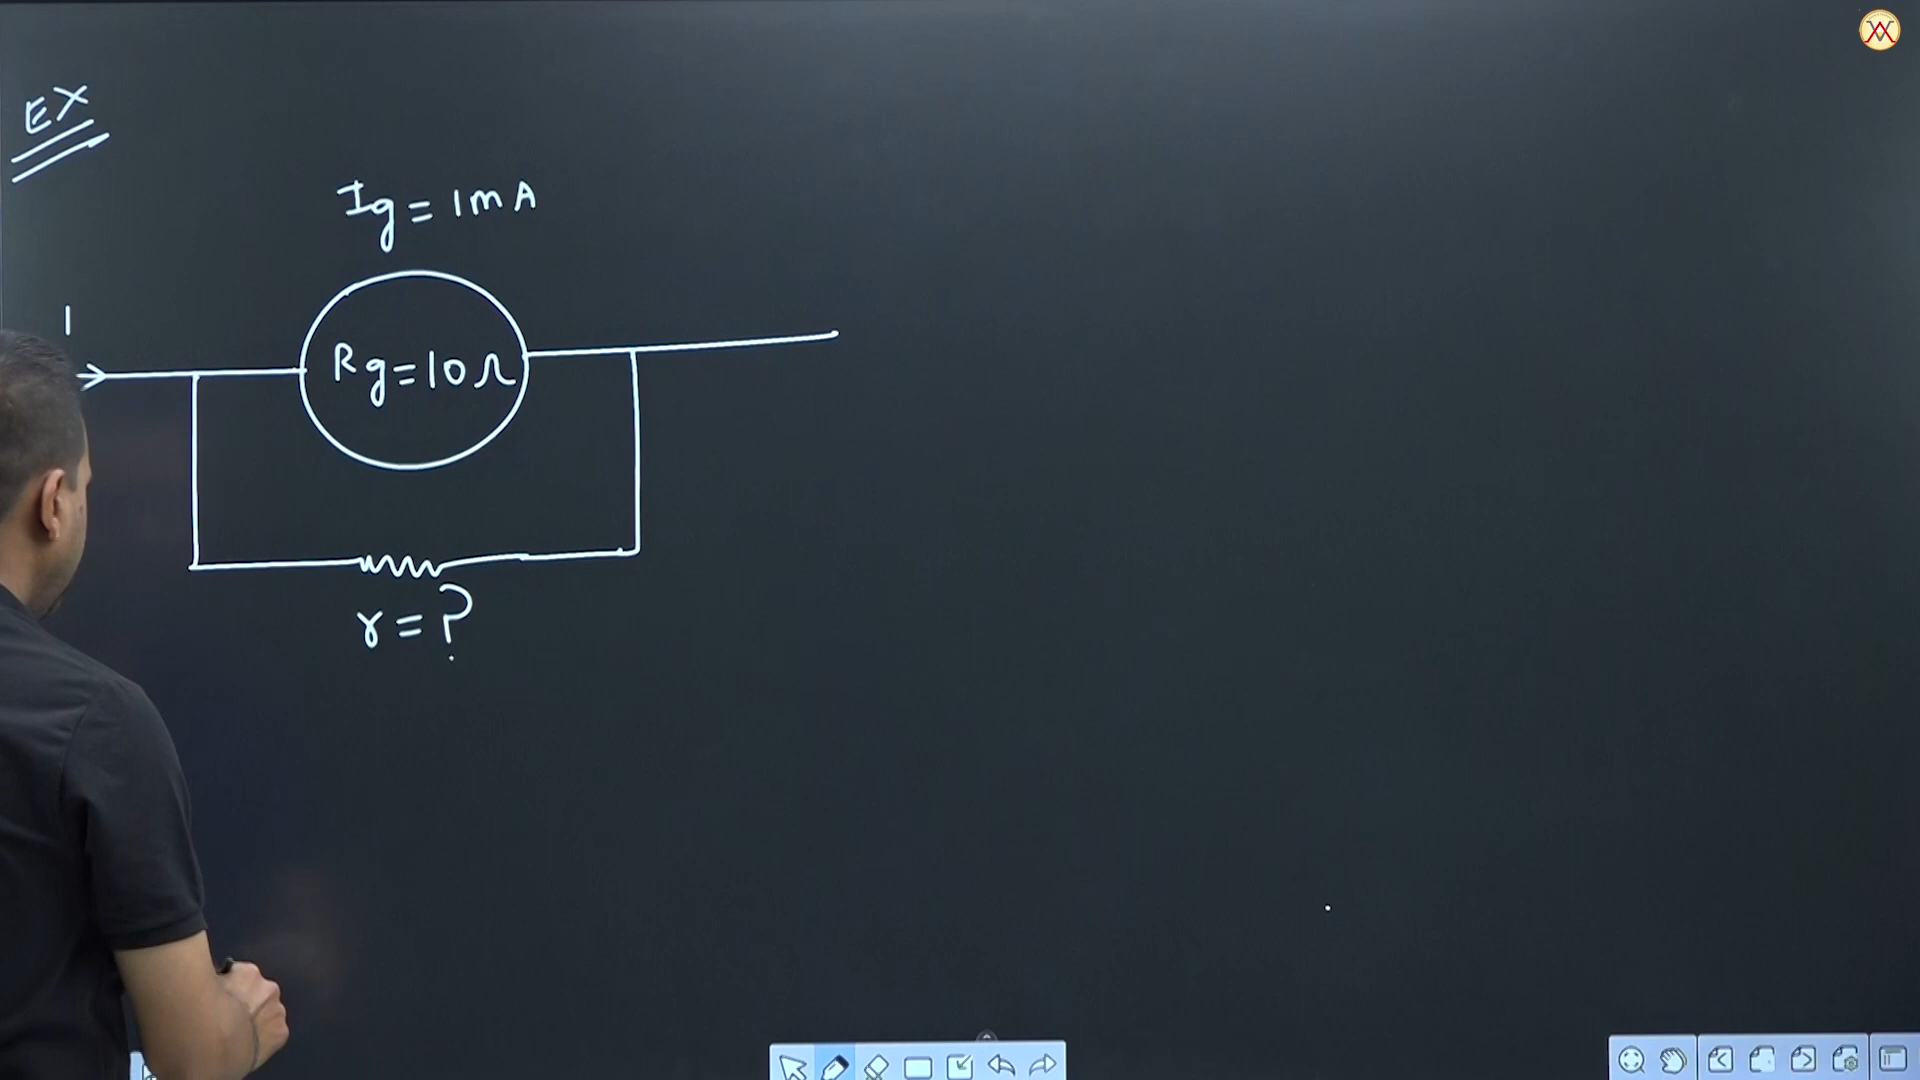 EX
Ig = 1mA
I
Rg = 10Ω
r = ?